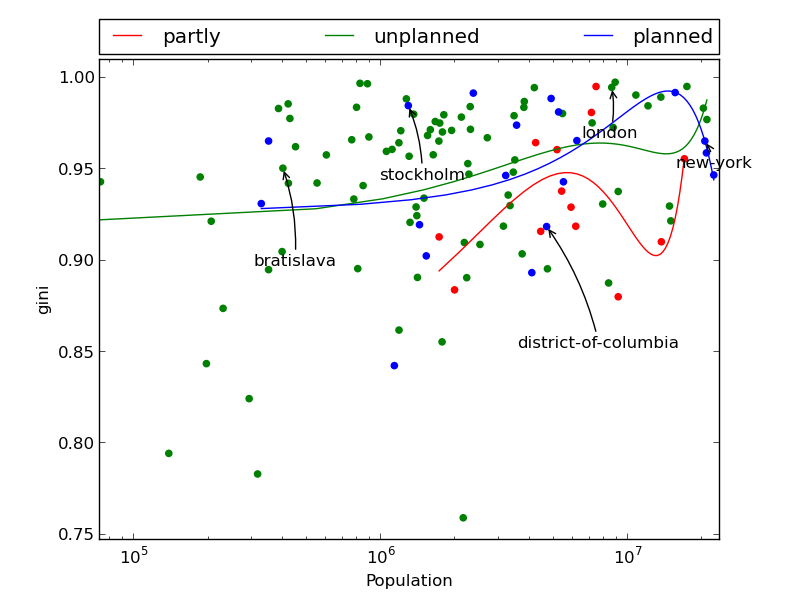 partly unplanned planned
1.00
london
0.95
stockholm
new-york
bratislava
0.90
gini
0.85
district-of-columbia
0.80
0.75
10^5 10^6 10^7
Population